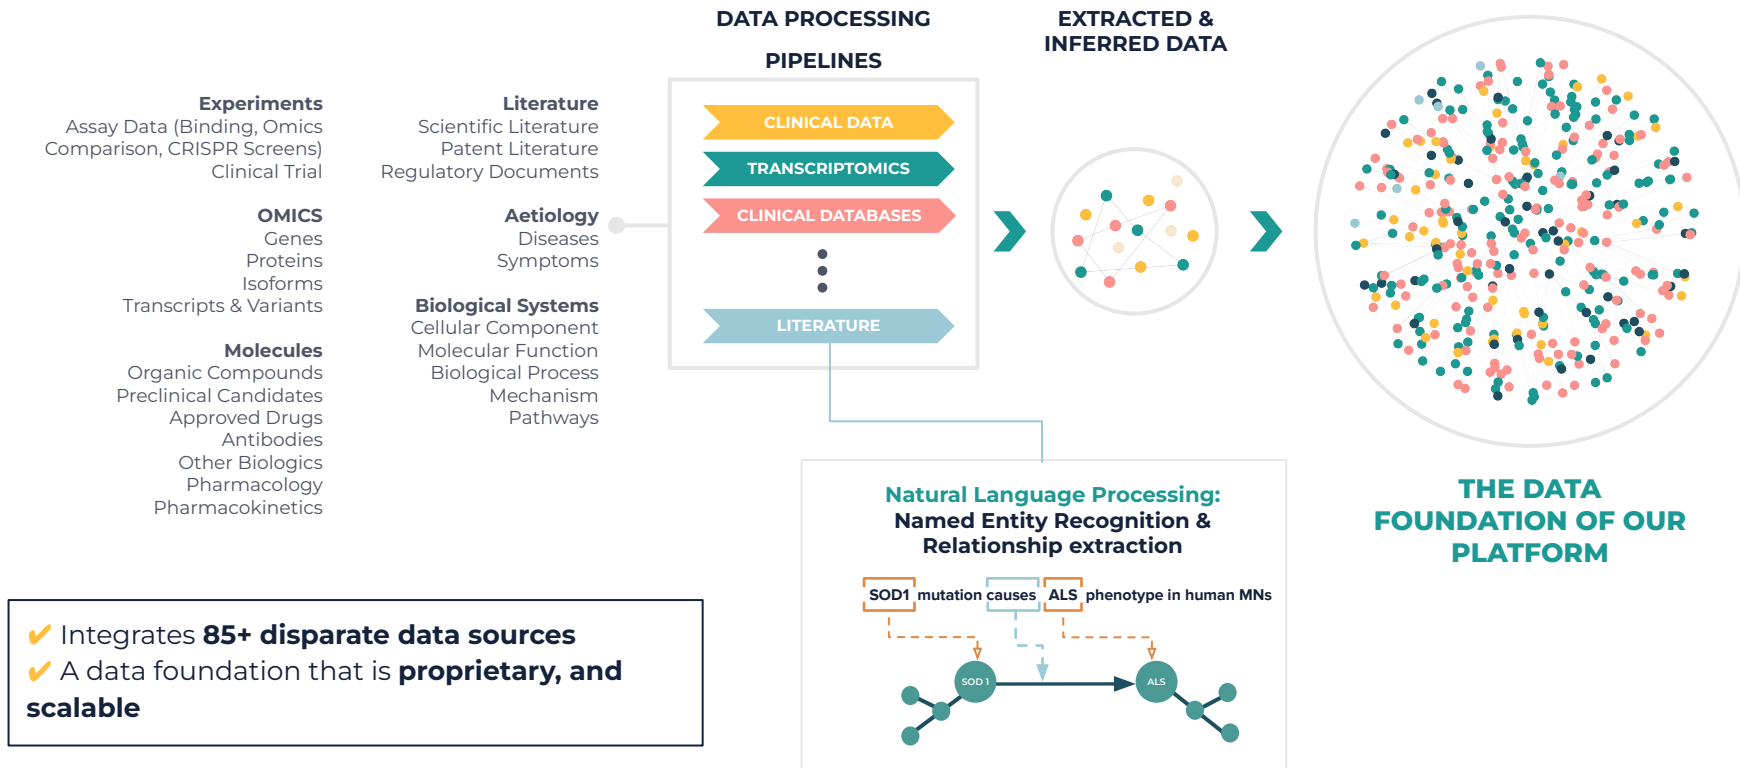 DATA PROCESSING
PIPELINES
EXTRACTED &
INFERRED DATA
Experiments
Assay Data (Binding, Omics
Comparison, CRISPR Screens)
Clinical Trial
OMICS
Genes
Proteins
Isoforms
Transcripts & Variants
Molecules
Organic Compounds
Preclinical Candidates
Approved Drugs
Antibodies
Other Biologics
Pharmacology
Pharmacokinetics
Literature
Scientific Literature
Patent Literature
Regulatory Documents
Aetiology
Diseases
Symptoms
Biological Systems
Cellular Component
Molecular Function
Biological Process
Mechanism
Pathways
CLINICAL DATA
TRANSCRIPTOMICS
CLINICAL DATABASES
LITERATURE
Natural Language Processing:
Named Entity Recognition &
Relationship extraction
SOD1 mutation causes ALS phenotype in human MNs
SOD 1
ALS
THE DATA
FOUNDATION OF OUR
PLATFORM
✔ Integrates 85+ disparate data sources
✔ A data foundation that is proprietary, and
scalable